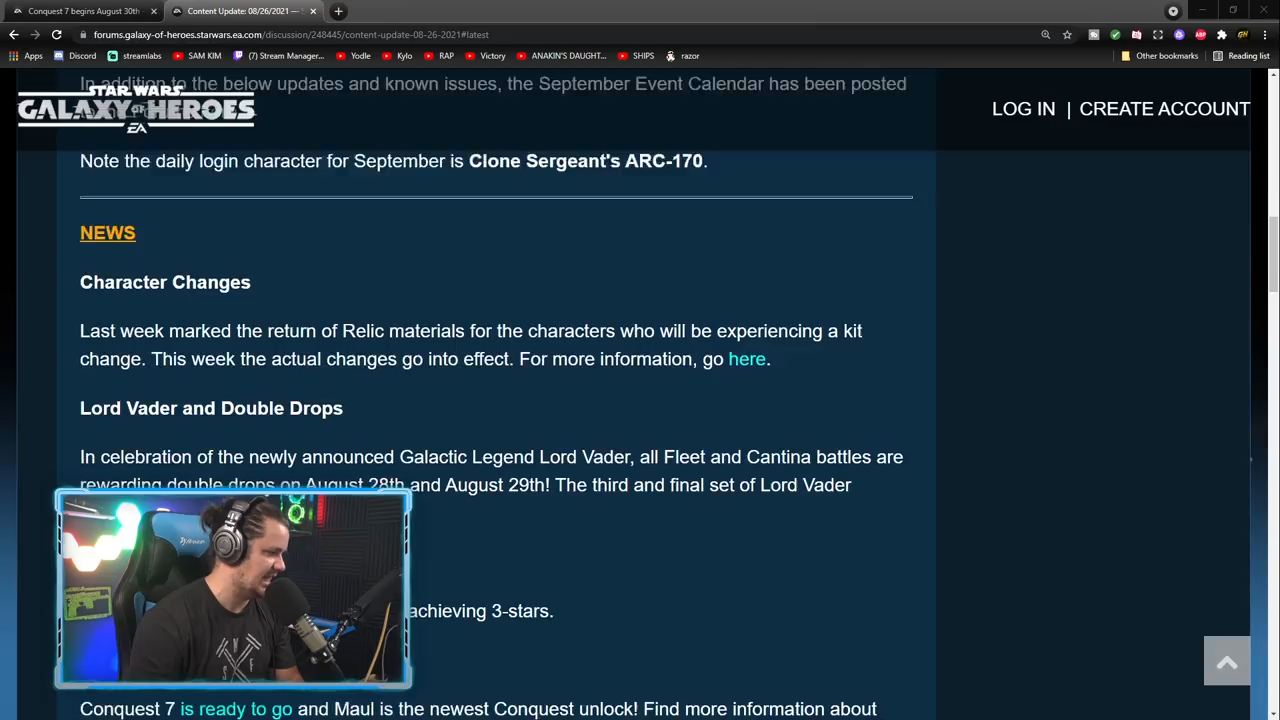 Conquest 7 begins August 30th
Content Update: 08/26/2021 —
forums.galaxy-of-heroes.starwars.ea.com/discussion/248445/content-update-08-26-2021#latest
Apps
Discord
streamlabs
SAM KIM
(7) Stream Manager...
Yodle
Kylo
RAP
Victory
ANAKIN'S DAUGHT...
SHIPS
razor
Other bookmarks
Reading list
In addition to the below updates and known issues, the September Event Calendar has been posted
STAR WARS
GALAXY OF HEROES
EA
LOG IN | CREATE ACCOUNT
Note the daily login character for September is Clone Sergeant's ARC-170.
NEWS
Character Changes
Last week marked the return of Relic materials for the characters who will be experiencing a kit
change. This week the actual changes go into effect. For more information, go here.
Lord Vader and Double Drops
In celebration of the newly announced Galactic Legend Lord Vader, all Fleet and Cantina battles are
rewarding double drops on August 28th and August 29th! The third and final set of Lord Vader
achieving 3-stars.
Conquest 7 is ready to go and Maul is the newest Conquest unlock! Find more information about